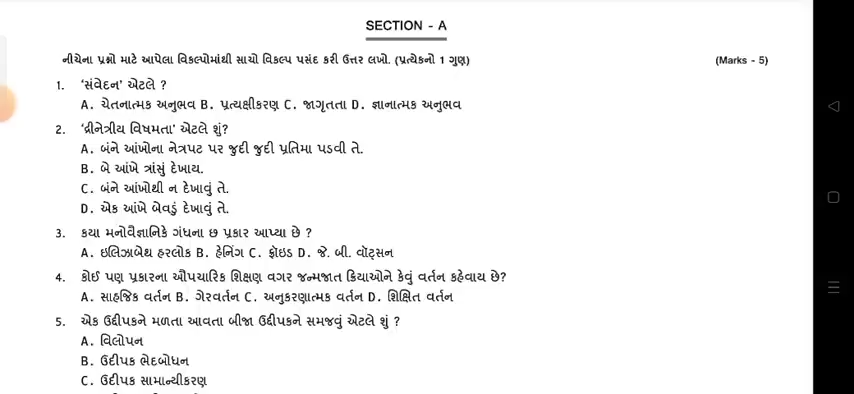 SECTION - A
નીચેના પ્રશ્નો માટે આપેલા વિકલ્પોમાંથી સાચો વિકલ્પ પસંદ કરી ઉત્તર લખો. (પ્રત્યેકનો 1 ગુણ) (Marks - 5)
1. ‘સંવેદન’ એટલે ?
A. ચેતનાત્મક અનુભવ B. પ્રત્યક્ષીકરણ C. જાગૃતતા D. જ્ઞાનાત્મક અનુભવ
2. ‘દ્વીનેત્રીય વિષમતા’ એટલે શું?
A. બંને આંખોના નેત્રપટ પર જુદી જુદી પ્રતિમા પડવી તે.
B. બે આંખે ત્રાંસું દેખાય.
C. બંને આંખોથી ન દેખાવું તે.
D. એક આંખે બેવડું દેખાવું તે.
3. કયા મનોવૈજ્ઞાનિકે ગંધના છ પ્રકાર આપ્યા છે ?
A. ઇલિઝાબેથ હરલોક B. હેનિંગ C. ફ્રૉઇડ D. જે. બી. વૉટ્સન
4. કોઈ પણ પ્રકારના ઔપચારિક શિક્ષણ વગર જન્મજાત ક્રિયાઓને કેવું વર્તન કહેવાય છે?
A. સાહજિક વર્તન B. ગેરવર્તન C. અનુકરણાત્મક વર્તન D. શિક્ષિત વર્તન
5. એક ઉદ્દીપકને મળતા આવતા બીજા ઉદ્દીપકને સમજવું એટલે શું ?
A. વિલોપન
B. ઉદીપક ભેદબોધન
C. ઉદીપક સામાન્યીકરણ